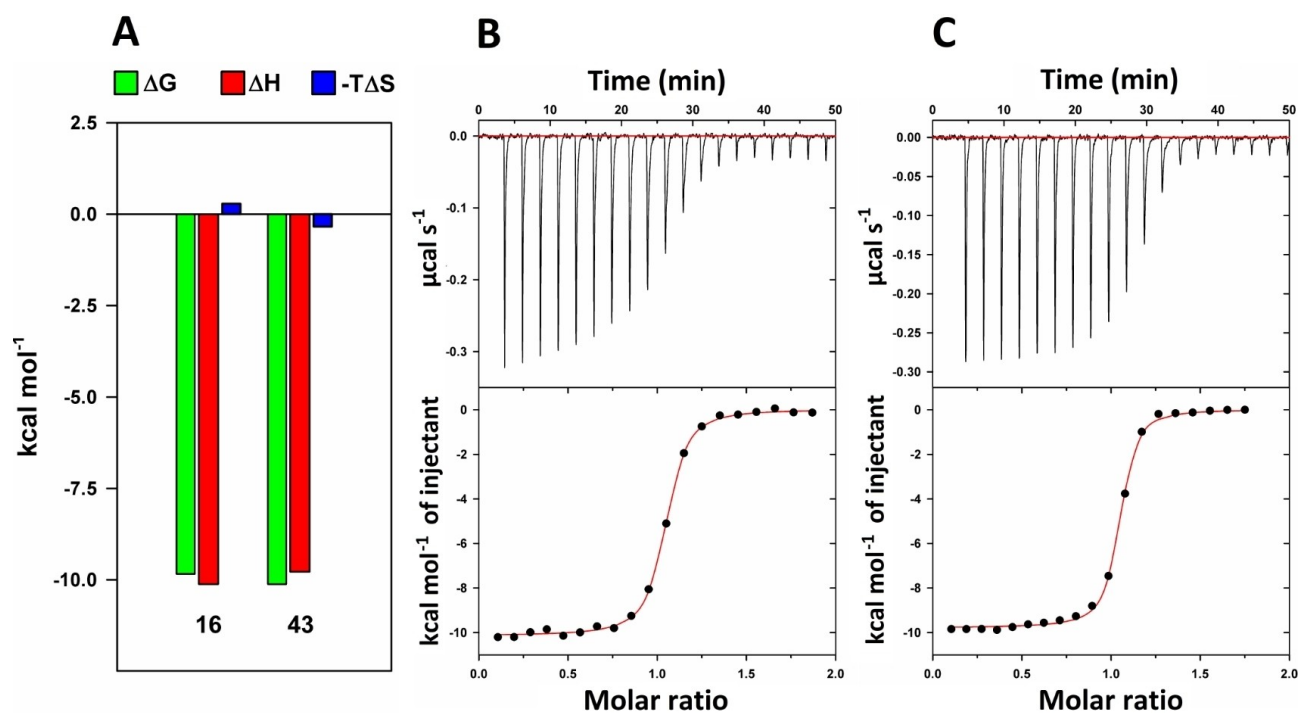 A
ΔG ΔH -TΔS
2.5
0.0
-2.5
-5.0
-7.5
-10.0
kcal mol⁻¹
16 43
B
Time (min)
0 10 20 30 40 50
0.0
-0.1
-0.2
-0.3
µcal s⁻¹
0
-2
-4
-6
-8
-10
kcal mol⁻¹ of injectant
0.0 0.5 1.0 1.5 2.0
Molar ratio
C
Time (min)
0 10 20 30 40 50
0.00
-0.05
-0.10
-0.15
-0.20
-0.25
-0.30
µcal s⁻¹
0
-2
-4
-6
-8
-10
kcal mol⁻¹ of injectant
0.0 0.5 1.0 1.5 2.0
Molar ratio